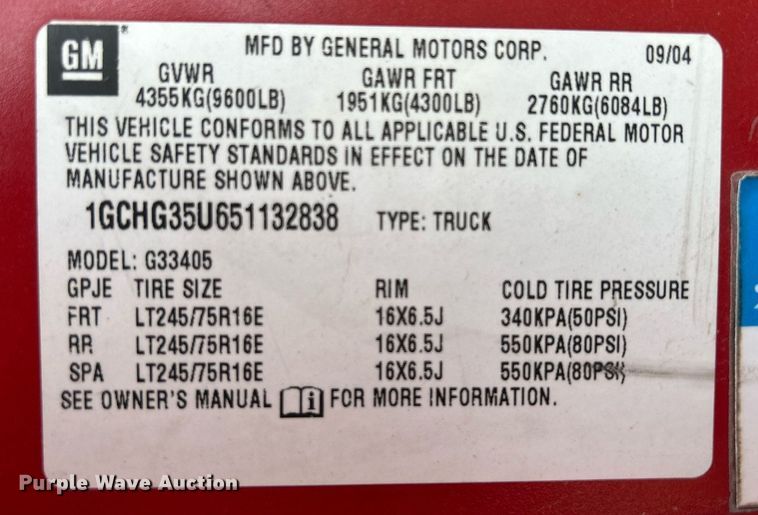 GM
MFD BY GENERAL MOTORS CORP. 09/04
GVWR GAWR FRT GAWR RR
4355KG(9600LB) 1951KG(4300LB) 2760KG(6084LB)
THIS VEHICLE CONFORMS TO ALL APPLICABLE U.S. FEDERAL MOTOR
VEHICLE SAFETY STANDARDS IN EFFECT ON THE DATE OF
MANUFACTURE SHOWN ABOVE.
1GCHG35U651132838 TYPE: TRUCK
MODEL: G33405
GPJE TIRE SIZE RIM COLD TIRE PRESSURE
FRT LT245/75R16E 16X6.5J 340KPA(50PSI)
RR LT245/75R16E 16X6.5J 550KPA(80PSI)
SPA LT245/75R16E 16X6.5J 550KPA(80PSI)
SEE OWNER'S MANUAL i FOR MORE INFORMATION.
Purple Wave Auction